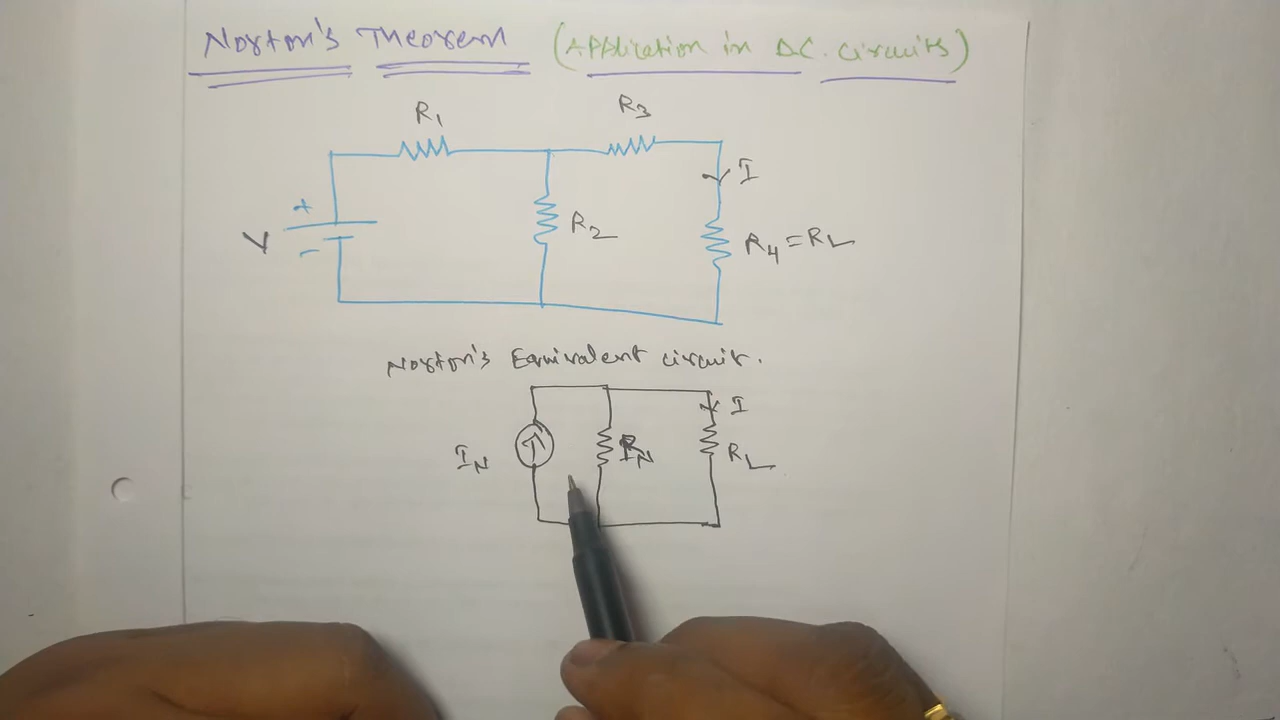 Norton's Theorem (Application in DC. circuits)
R1
R3
I
+
V
-
R2
R4 = RL
Norton's Equivalent circuit.
I
IN
RN
RL